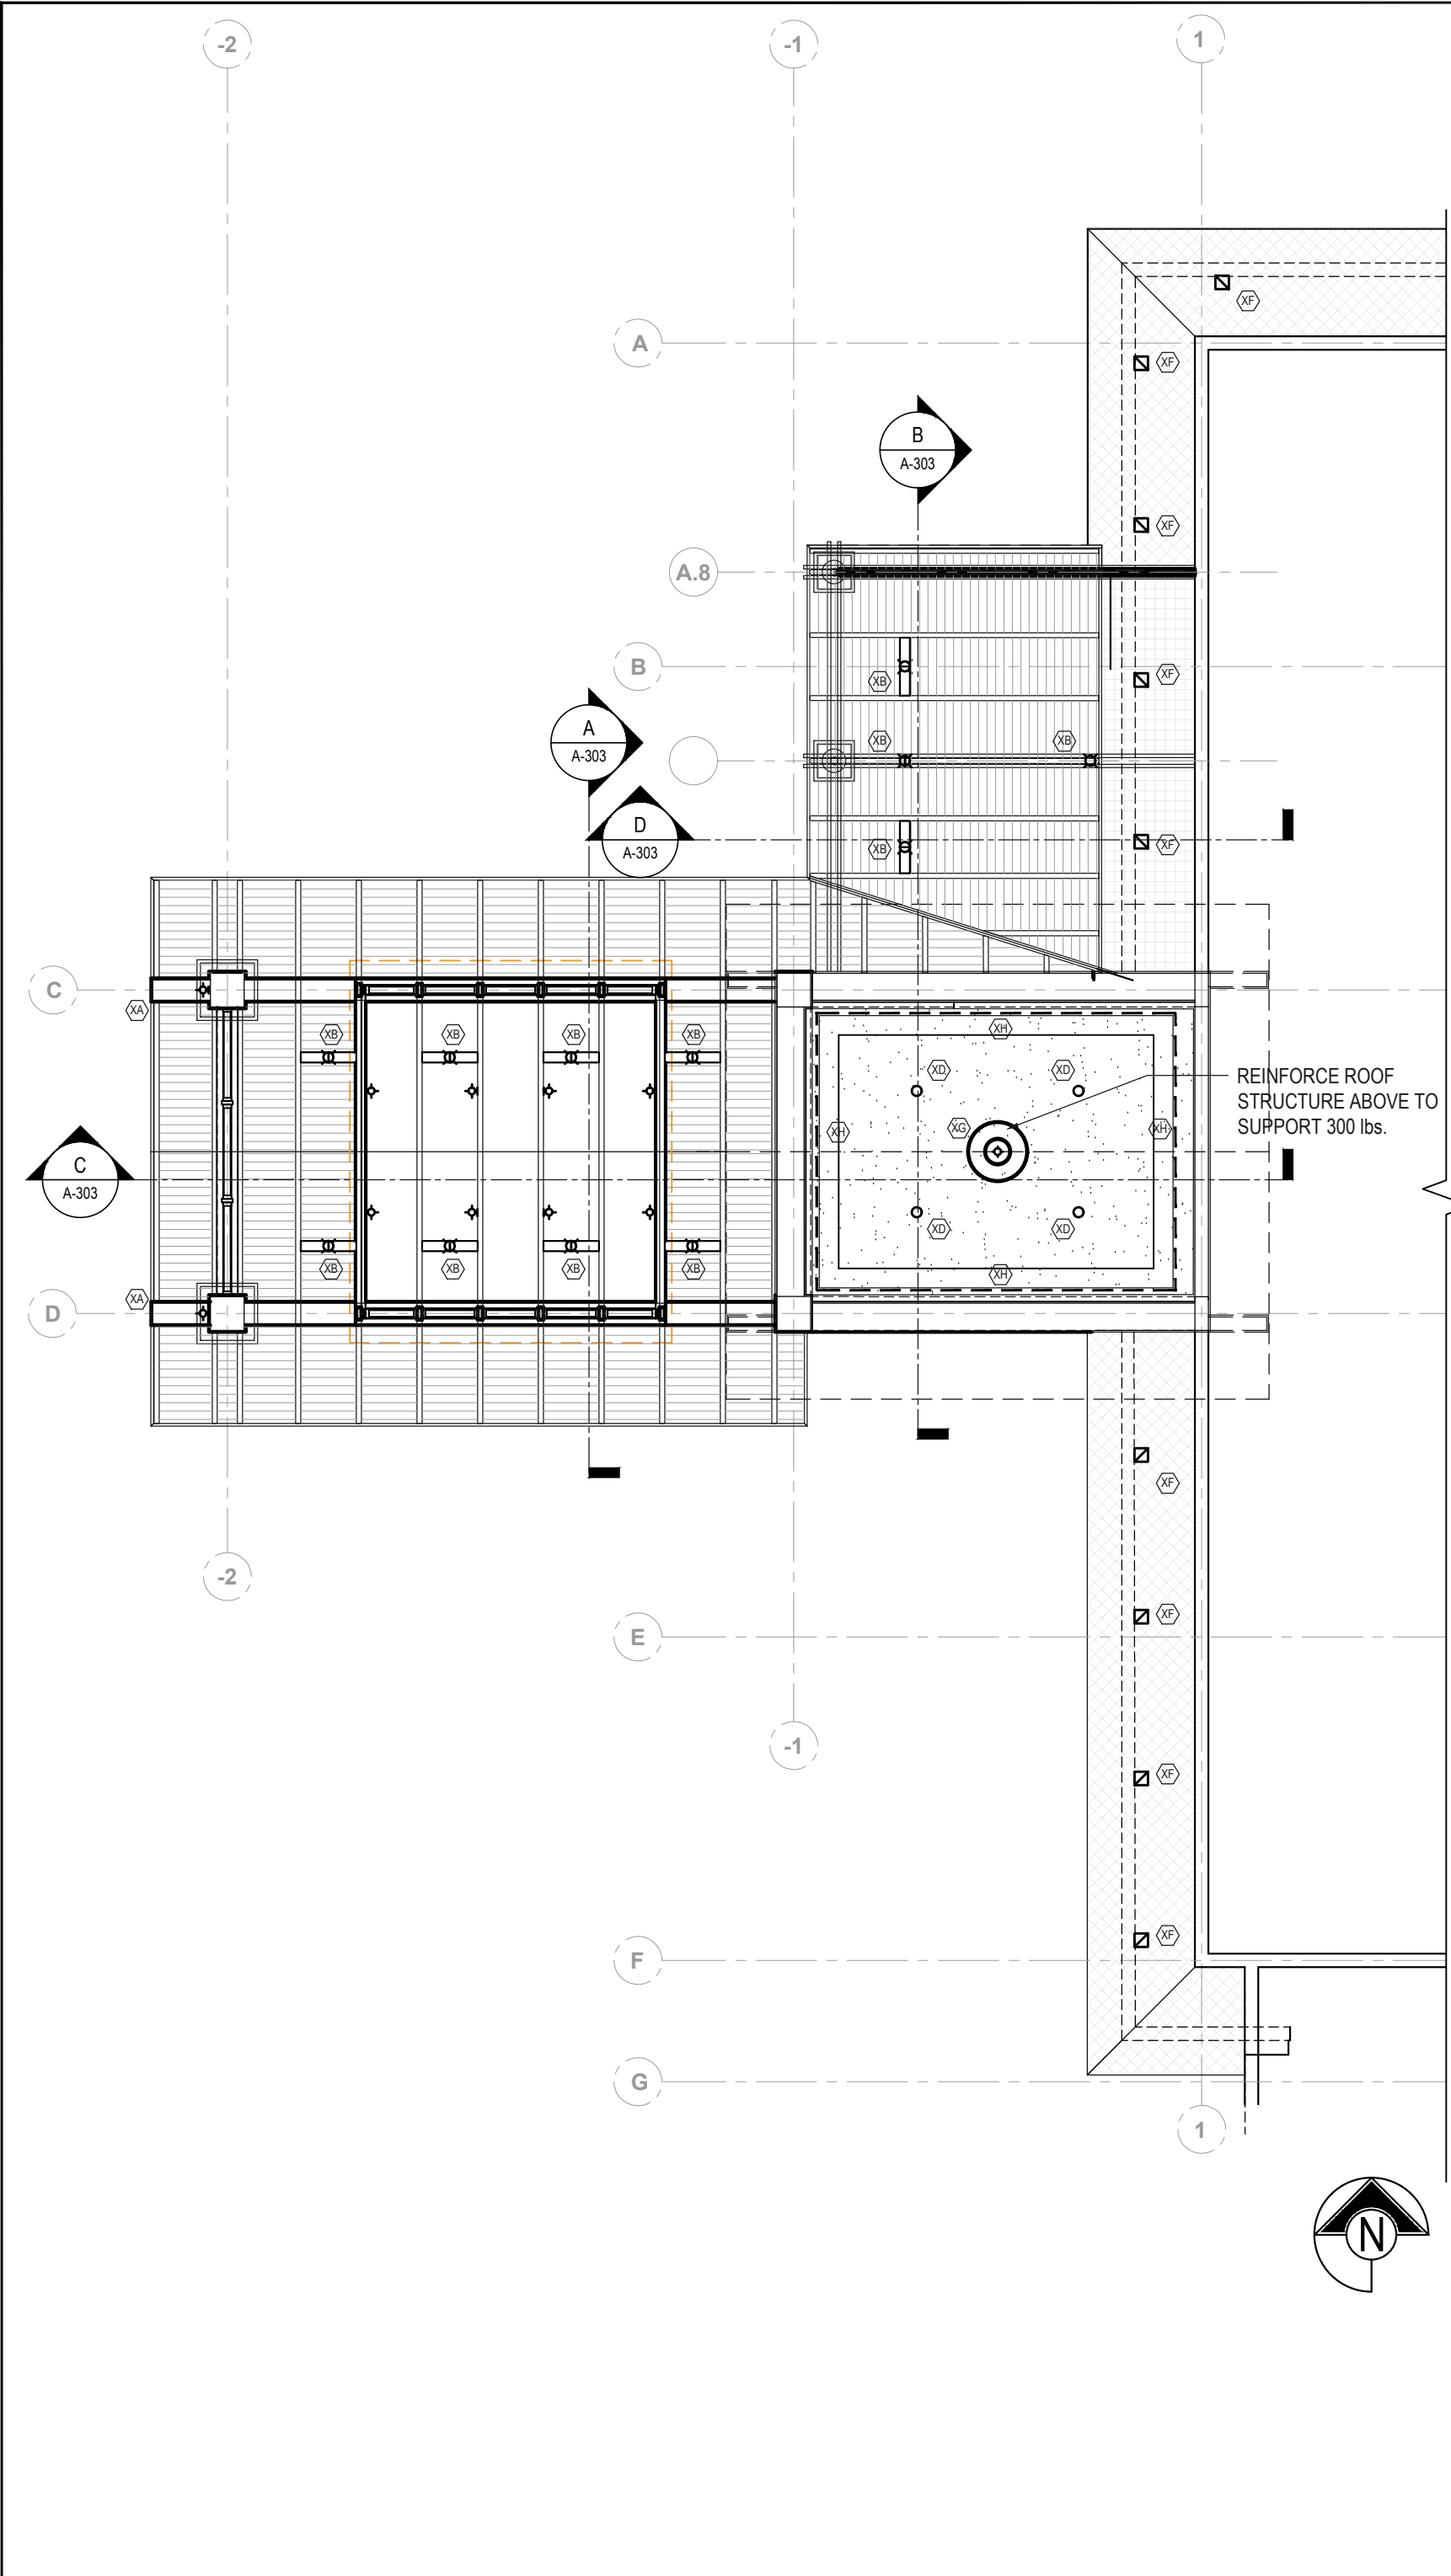 -2
-1
1
XF
A
XF
B
A-303
XF
A.8
B
XF
XB
A
A-303
XB
XB
D
A-303
XB
XF
C
XA
XB
XB
XB
XB
XH
XD
XD
REINFORCE ROOF
STRUCTURE ABOVE TO
SUPPORT 300 lbs.
XH
XG
XH
C
A-303
XD
XD
XB
XB
XB
XB
XH
XA
D
XF
-2
XF
E
-1
XF
XF
F
G
1
N